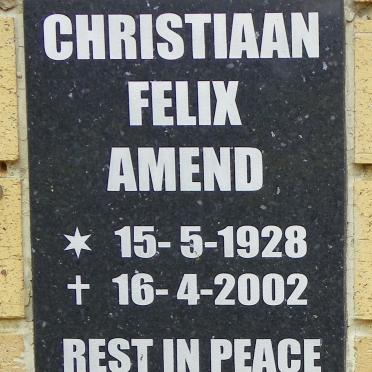 CHRISTIAAN
FELIX
AMEND
✶ 15- 5-1928
† 16- 4-2002
REST IN PEACE